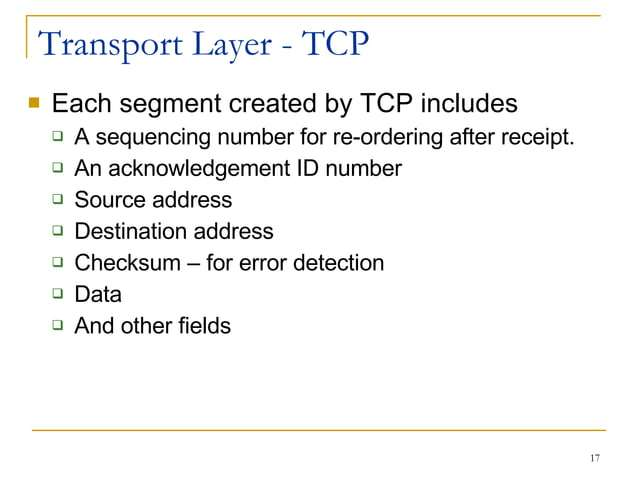 Transport Layer - TCP
Each segment created by TCP includes
A sequencing number for re-ordering after receipt.
An acknowledgement ID number
Source address
Destination address
Checksum – for error detection
Data
And other fields
17